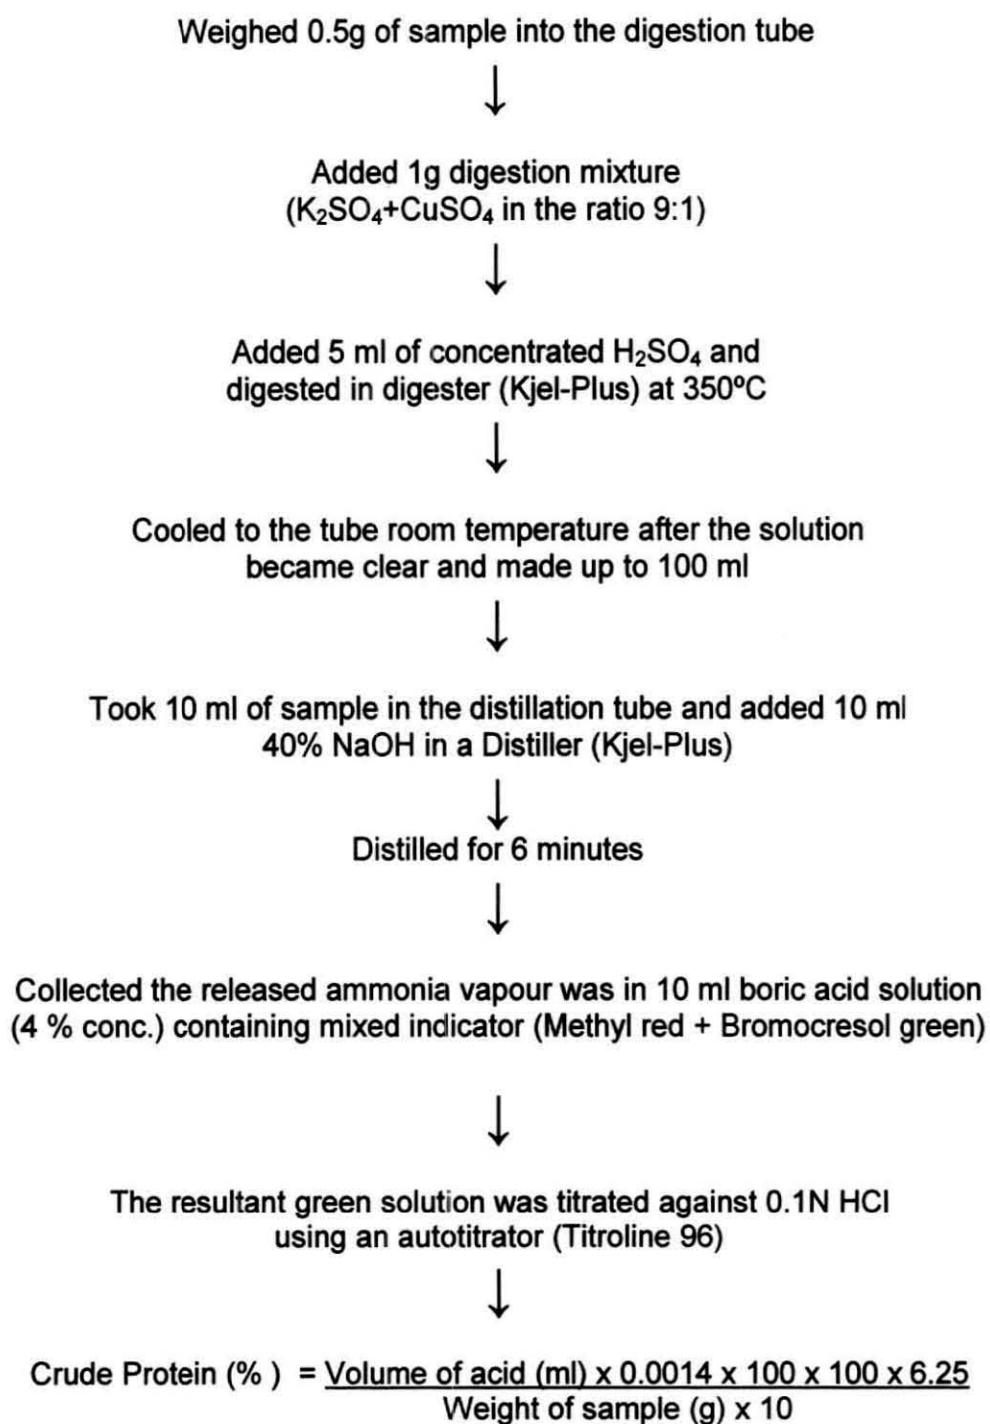 Weighed 0.5g of sample into the digestion tube
↓
Added 1g digestion mixture
(K₂SO₄+CuSO₄ in the ratio 9:1)
↓
Added 5 ml of concentrated H₂SO₄ and
digested in digester (Kjel-Plus) at 350ºC
↓
Cooled to the tube room temperature after the solution
became clear and made up to 100 ml
↓
Took 10 ml of sample in the distillation tube and added 10 ml
40% NaOH in a Distiller (Kjel-Plus)
↓
Distilled for 6 minutes
↓
Collected the released ammonia vapour was in 10 ml boric acid solution
(4 % conc.) containing mixed indicator (Methyl red + Bromocresol green)
↓
The resultant green solution was titrated against 0.1N HCl
using an autotitrator (Titroline 96)
↓
Crude Protein (% ) = Volume of acid (ml) x 0.0014 x 100 x 100 x 6.25
Weight of sample (g) x 10